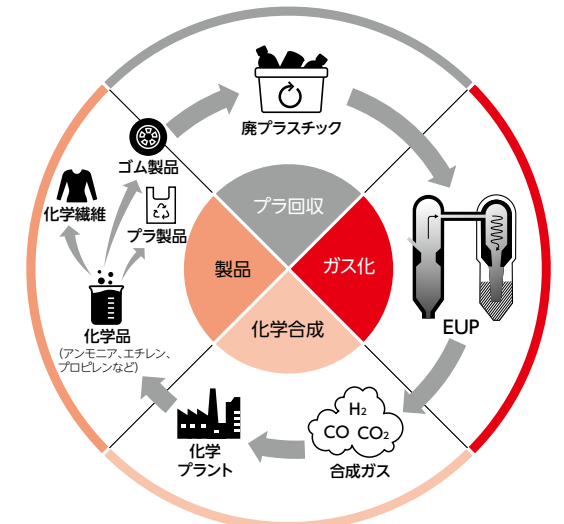 廃プラスチック
ゴム製品
化学繊維
プラ製品
化学品
(アンモニア、エチレン、
プロピレンなど)
プラ回収
製品
ガス化
化学合成
EUP
H₂
CO CO₂
合成ガス
化学
プラント